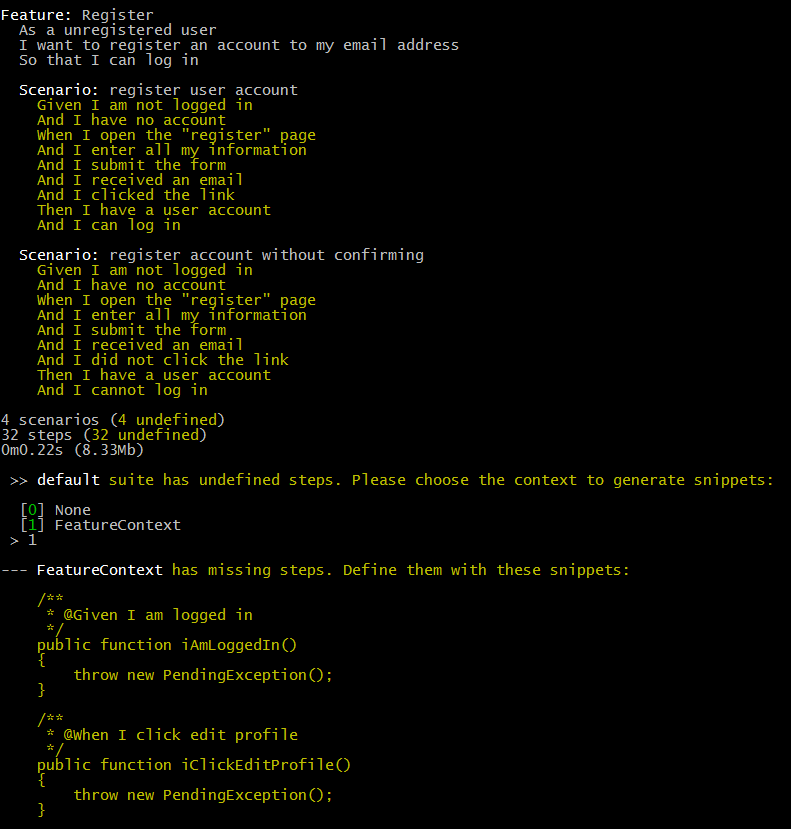 Feature: Register
As a unregistered user
I want to register an account to my email address
So that I can log in
Scenario: register user account
Given I am not logged in
And I have no account
When I open the "register" page
And I enter all my information
And I submit the form
And I received an email
And I clicked the link
Then I have a user account
And I can log in
Scenario: register account without confirming
Given I am not logged in
And I have no account
When I open the "register" page
And I enter all my information
And I submit the form
And I received an email
And I did not click the link
Then I have a user account
And I cannot log in
4 scenarios (4 undefined)
32 steps (32 undefined)
0m0.22s (8.33Mb)
>> default suite has undefined steps. Please choose the context to generate snippets:
[0] None
[1] FeatureContext
> 1
--- FeatureContext has missing steps. Define them with these snippets:
/**
* @Given I am logged in
*/
public function iAmLoggedIn()
{
throw new PendingException();
}
/**
* @When I click edit profile
*/
public function iClickEditProfile()
{
throw new PendingException();
}